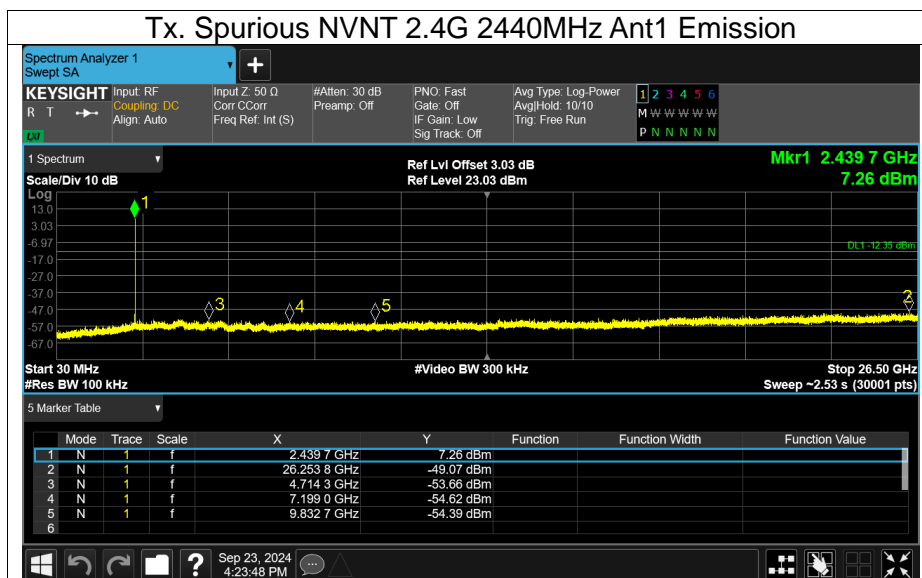 Tx. Spurious NVNT 2.4G 2440MHz Ant1 Emission
Spectrum Analyzer 1
Swept SA
+
KEYSIGHT
R T
LXI
Input: RF
Coupling: DC
Align: Auto
Input Z: 50 Ω
Corr CCorr
Freq Ref: Int (S)
#Atten: 30 dB
Preamp: Off
PNO: Fast
Gate: Off
IF Gain: Low
Sig Track: Off
Avg Type: Log-Power
Avg|Hold: 10/10
Trig: Free Run
1 2 3 4 5 6
M W W W W W
P N N N N N
1 Spectrum
Scale/Div 10 dB
Ref Lvl Offset 3.03 dB
Ref Level 23.03 dBm
Mkr1 2.439 7 GHz
7.26 dBm
Log
13.0
3.03
-6.97
-17.0
-27.0
-37.0
-47.0
-57.0
-67.0
1
3
4
5
2
DL1 -12.35 dBm
Start 30 MHz
#Res BW 100 kHz
#Video BW 300 kHz
Stop 26.50 GHz
Sweep ~2.53 s (30001 pts)
5 Marker Table
Mode Trace Scale X Y Function Function Width Function Value
1 N 1 f 2.439 7 GHz 7.26 dBm
2 N 1 f 26.253 8 GHz -49.07 dBm
3 N 1 f 4.714 3 GHz -53.66 dBm
4 N 1 f 7.199 0 GHz -54.62 dBm
5 N 1 f 9.832 7 GHz -54.39 dBm
6
?
Sep 23, 2024
4:23:48 PM